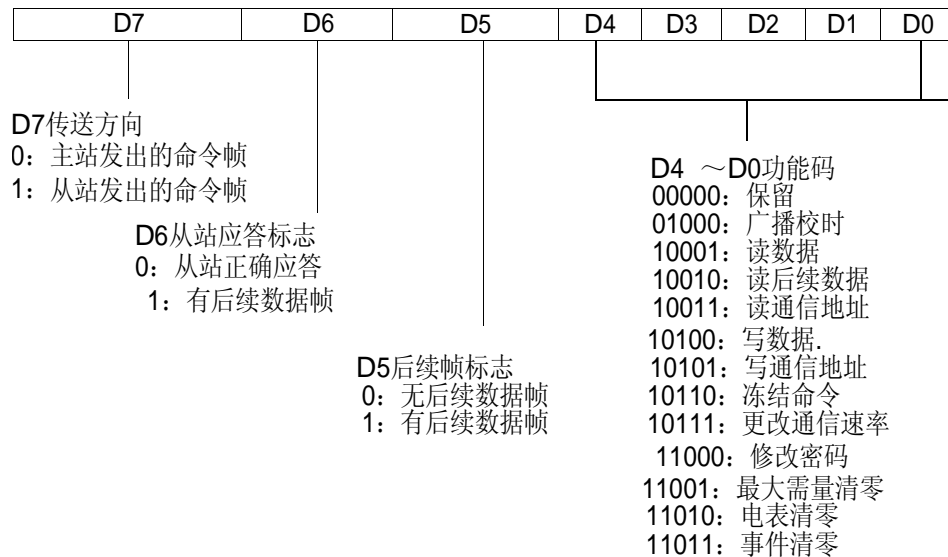 D7 D6 D5 D4 D3 D2 D1 D0
D7传送方向
0：主站发出的命令帧
1：从站发出的命令帧
D6从站应答标志
0：从站正确应答
1：有后续数据帧
D5后续帧标志
0：无后续数据帧
1：有后续数据帧
D4 ～D0功能码
00000：保留
01000：广播校时
10001：读数据
10010：读后续数据
10011：读通信地址
10100：写数据.
10101：写通信地址
10110：冻结命令
10111：更改通信速率
11000：修改密码
11001：最大需量清零
11010：电表清零
11011：事件清零